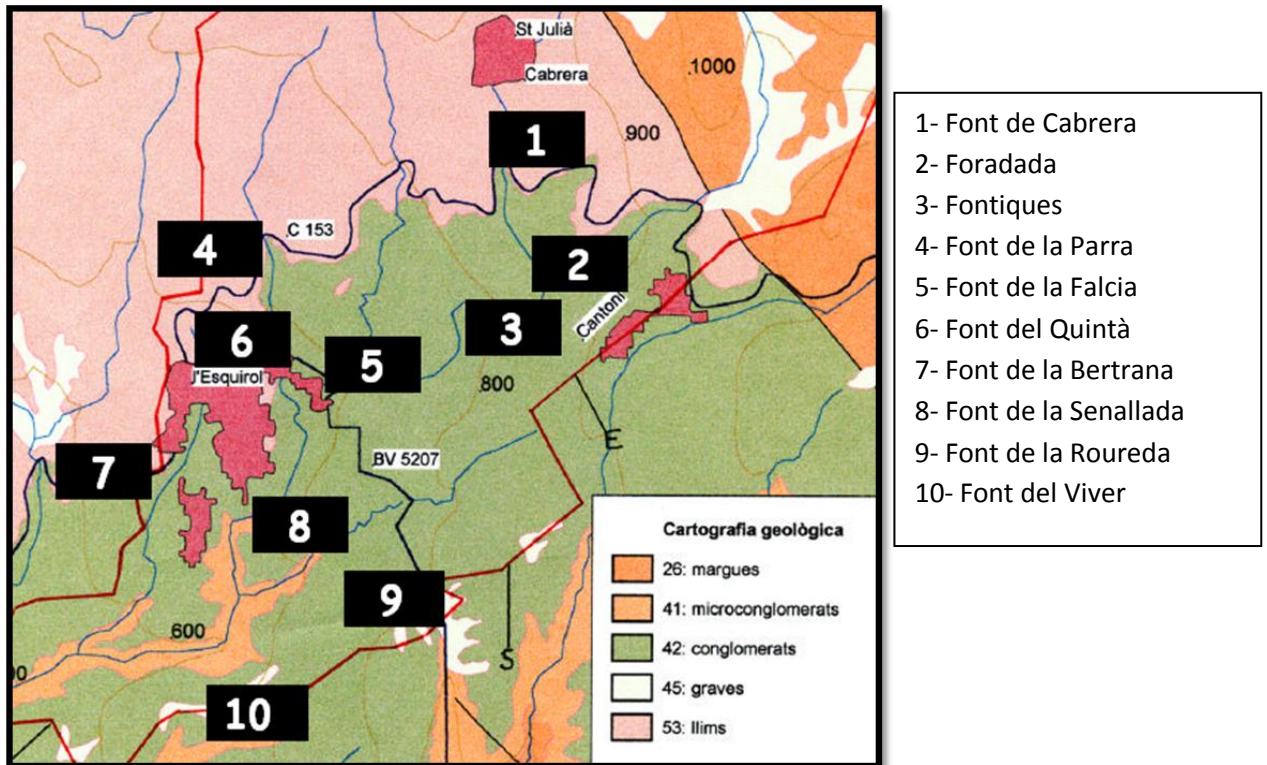 St Julià
Cabrera
.1000
.900
1
C 153
4
2
Cantoni
3
6
5
l'Esquirol
.800
E
7
BV 5207
8
9
600
00
S
10
Cartografia geològica
26: margues
41: microconglomerats
42: conglomerats
45: graves
53: llims
1- Font de Cabrera
2- Foradada
3- Fontiques
4- Font de la Parra
5- Font de la Falcia
6- Font del Quintà
7- Font de la Bertrana
8- Font de la Senallada
9- Font de la Roureda
10- Font del Viver